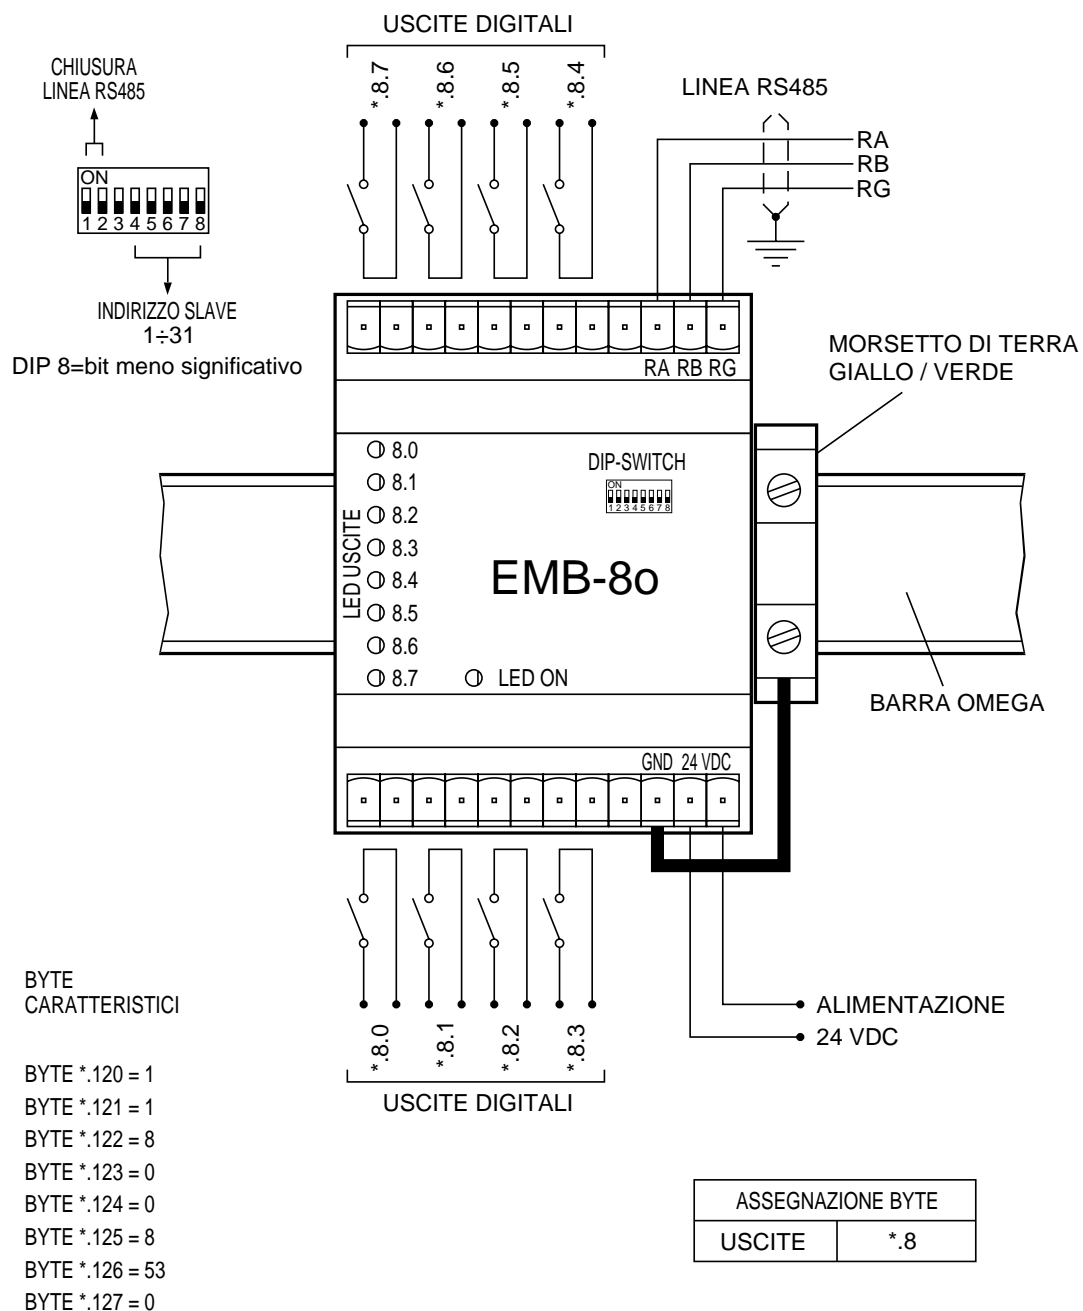 USCITE DIGITALI
*.8.7 *.8.6 *.8.5 *.8.4
CHIUSURA
LINEA RS485
ON
1 2 3 4 5 6 7 8
INDIRIZZO SLAVE
1÷31
DIP 8=bit meno significativo
LINEA RS485
RA
RB
RG
RA RB RG
MORSETTO DI TERRA
GIALLO / VERDE
LED USCITE
8.0
8.1
8.2
8.3
8.4
8.5
8.6
8.7
DIP-SWITCH
ON
1 2 3 4 5 6 7 8
EMB-8o
LED ON
BARRA OMEGA
GND 24 VDC
ALIMENTAZIONE
24 VDC
*.8.0 *.8.1 *.8.2 *.8.3
USCITE DIGITALI
BYTE
CARATTERISTICI
BYTE *.120 = 1
BYTE *.121 = 1
BYTE *.122 = 8
BYTE *.123 = 0
BYTE *.124 = 0
BYTE *.125 = 8
BYTE *.126 = 53
BYTE *.127 = 0
ASSEGNAZIONE BYTE
USCITE *.8